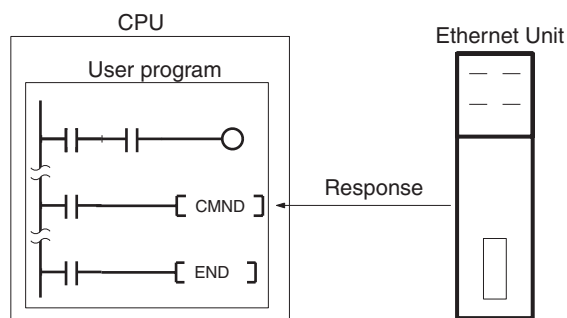 CPU
Ethernet Unit
User program
Response
CMND
END